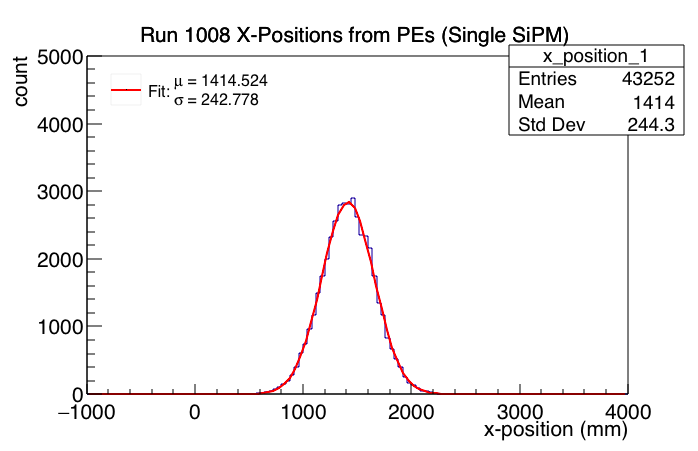 Run 1008 X-Positions from PEs (Single SiPM)
x_position_1
Entries 43252
Mean 1414
Std Dev 244.3
Fit: μ = 1414.524
σ = 242.778
count
5000
4000
3000
2000
1000
0
−1000 0 1000 2000 3000 4000
x-position (mm)